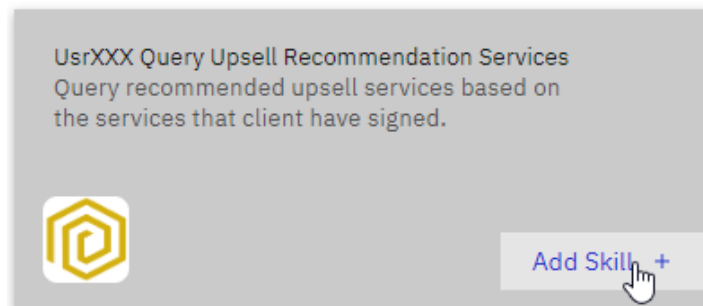 UsrXXX Query Upsell Recommendation Services
Query recommended upsell services based on
the services that client have signed.
Add Skill +